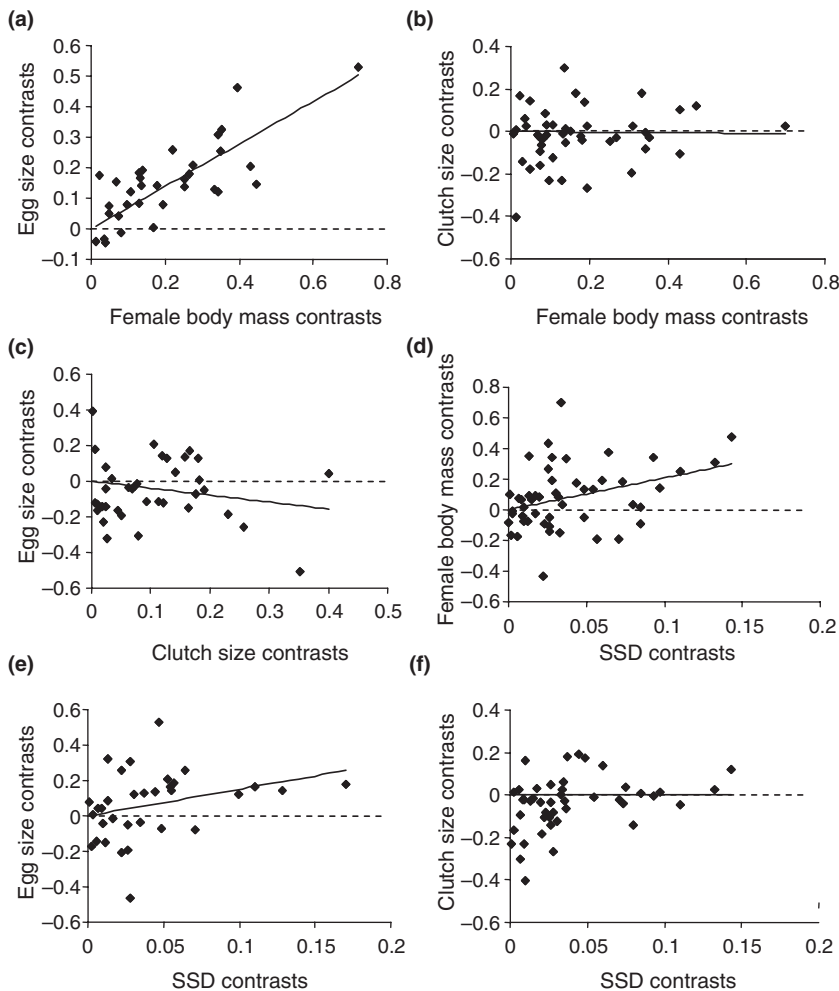 (a)
0.6
0.5
0.4
0.3
0.2
0.1
0
–0.1
Egg size contrasts
0 0.2 0.4 0.6 0.8
Female body mass contrasts
(b)
0.4
0.2
0
–0.2
–0.4
–0.6
Clutch size contrasts
0 0.2 0.4 0.6 0.8
Female body mass contrasts
(c)
0.6
0.4
0.2
0
–0.2
–0.4
–0.6
Egg size contrasts
0 0.1 0.2 0.3 0.4 0.5
Clutch size contrasts
(d)
0.8
0.6
0.4
0.2
0
–0.2
–0.4
–0.6
Female body mass contrasts
0 0.05 0.1 0.15 0.2
SSD contrasts
(e)
0.6
0.4
0.2
0
–0.2
–0.4
–0.6
Egg size contrasts
0 0.05 0.1 0.15 0.2
SSD contrasts
(f)
0.4
0.2
0
–0.2
–0.4
–0.6
Clutch size contrasts
0 0.05 0.1 0.15 0.2
SSD contrasts